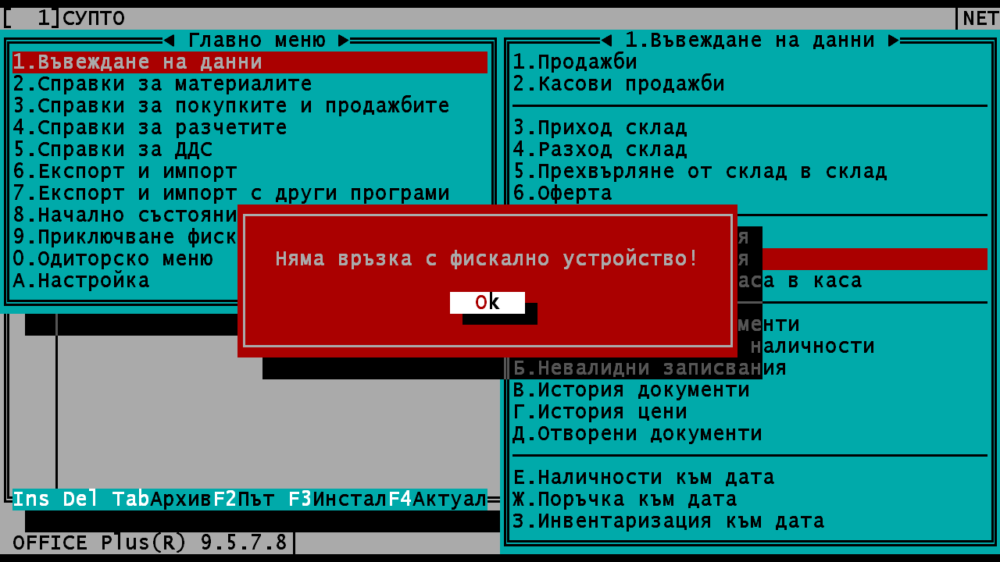 [ 1]СУПТО
NET
Главно меню
1.Въвеждане на данни
2.Справки за материалите
3.Справки за покупките и продажбите
4.Справки за разчетите
5.Справки за ДДС
6.Експорт и импорт
7.Експорт и импорт с други програми
8.Начално състояни
9.Приключване фиск
0.Одиторско меню
А.Настройка
1.Въвеждане на данни
1.Продажби
2.Касови продажби
3.Приход склад
4.Разход склад
5.Прехвърляне от склад в склад
6.Оферта
я
я
аса в каса
менти
наличности
Б.Невалидни записвания
В.История документи
Г.История цени
Д.Отворени документи
Е.Наличности към дата
Ж.Поръчка към дата
З.Инвентаризация към дата
Няма връзка с фискално устройство!
Ok
Ins Del TabАрхивF2Път F3ИнсталF4Актуал
OFFICE Plus(R) 9.5.7.8